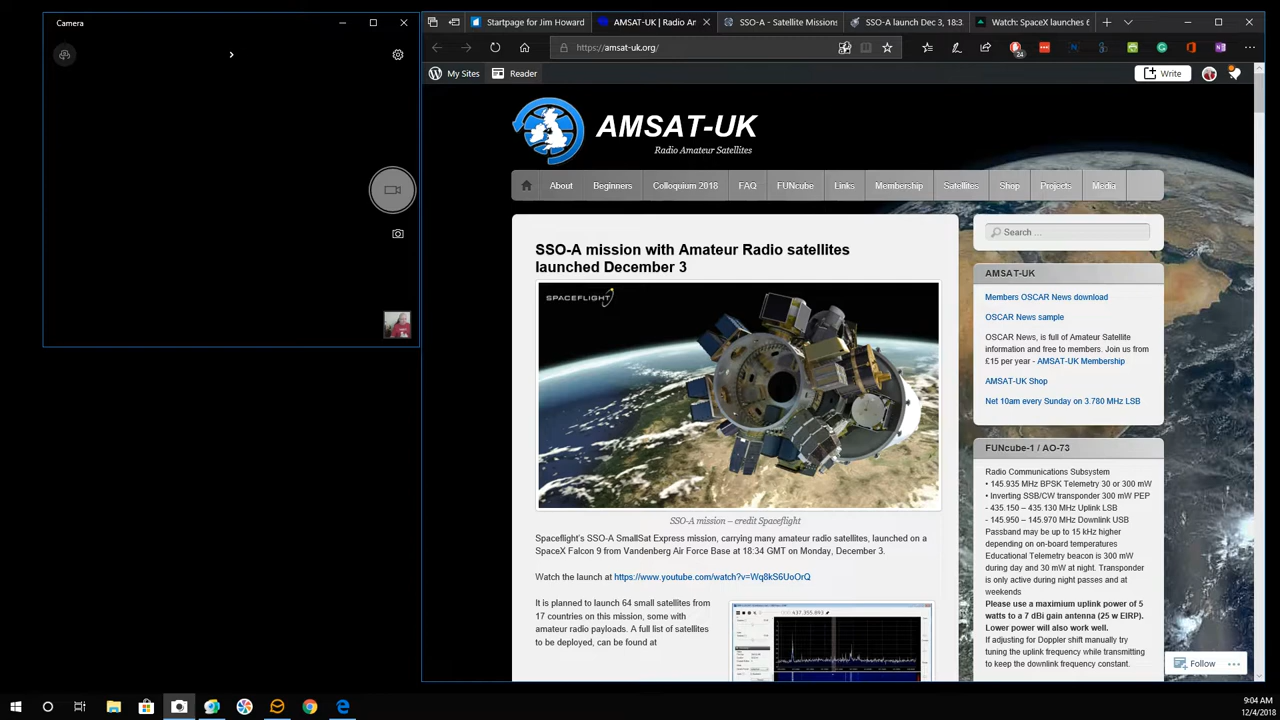 Camera
Startpage for Jim Howard
AMSAT-UK | Radio Am
SSO-A - Satellite Missions
SSO-A launch Dec 3, 18:3
Watch: SpaceX launches 6
https://amsat-uk.org/
24
My Sites
Reader
Write
AMSAT-UK
Radio Amateur Satellites
About
Beginners
Colloquium 2018
FAQ
FUNcube
Links
Membership
Satellites
Shop
Projects
Media
SSO-A mission with Amateur Radio satellites
launched December 3
SPACEFLIGHT
SSO-A mission – credit Spaceflight
Spaceflight's SSO-A SmallSat Express mission, carrying many amateur radio satellites, launched on a
SpaceX Falcon 9 from Vandenberg Air Force Base at 18:34 GMT on Monday, December 3.
Watch the launch at https://www.youtube.com/watch?v=Wq8kS6UoOrQ
It is planned to launch 64 small satellites from
17 countries on this mission, some with
amateur radio payloads. A full list of satellites
to be deployed, can be found at
437.355.893
Search …
AMSAT-UK
Members OSCAR News download
OSCAR News sample
OSCAR News, is full of Amateur Satellite
information and free to members. Join us from
£15 per year - AMSAT-UK Membership
AMSAT-UK Shop
Net 10am every Sunday on 3.780 MHz LSB
FUNcube-1 / AO-73
Radio Communications Subsystem
• 145.935 MHz BPSK Telemetry 30 or 300 mW
• Inverting SSB/CW transponder 300 mW PEP
- 435.150 – 435.130 MHz Uplink LSB
- 145.950 – 145.970 MHz Downlink USB
Passband may be up to 15 kHz higher
depending on on-board temperatures
Educational Telemetry beacon is 300 mW
during day and 30 mW at night. Transponder
is only active during night passes and at
weekends
Please use a maximum uplink power of 5
watts to a 7 dBi gain antenna (25 w EIRP).
Lower power will also work well.
If adjusting for Doppler shift manually try
tuning the uplink frequency while transmitting
to keep the downlink frequency constant.
Follow
9:04 AM
12/4/2018